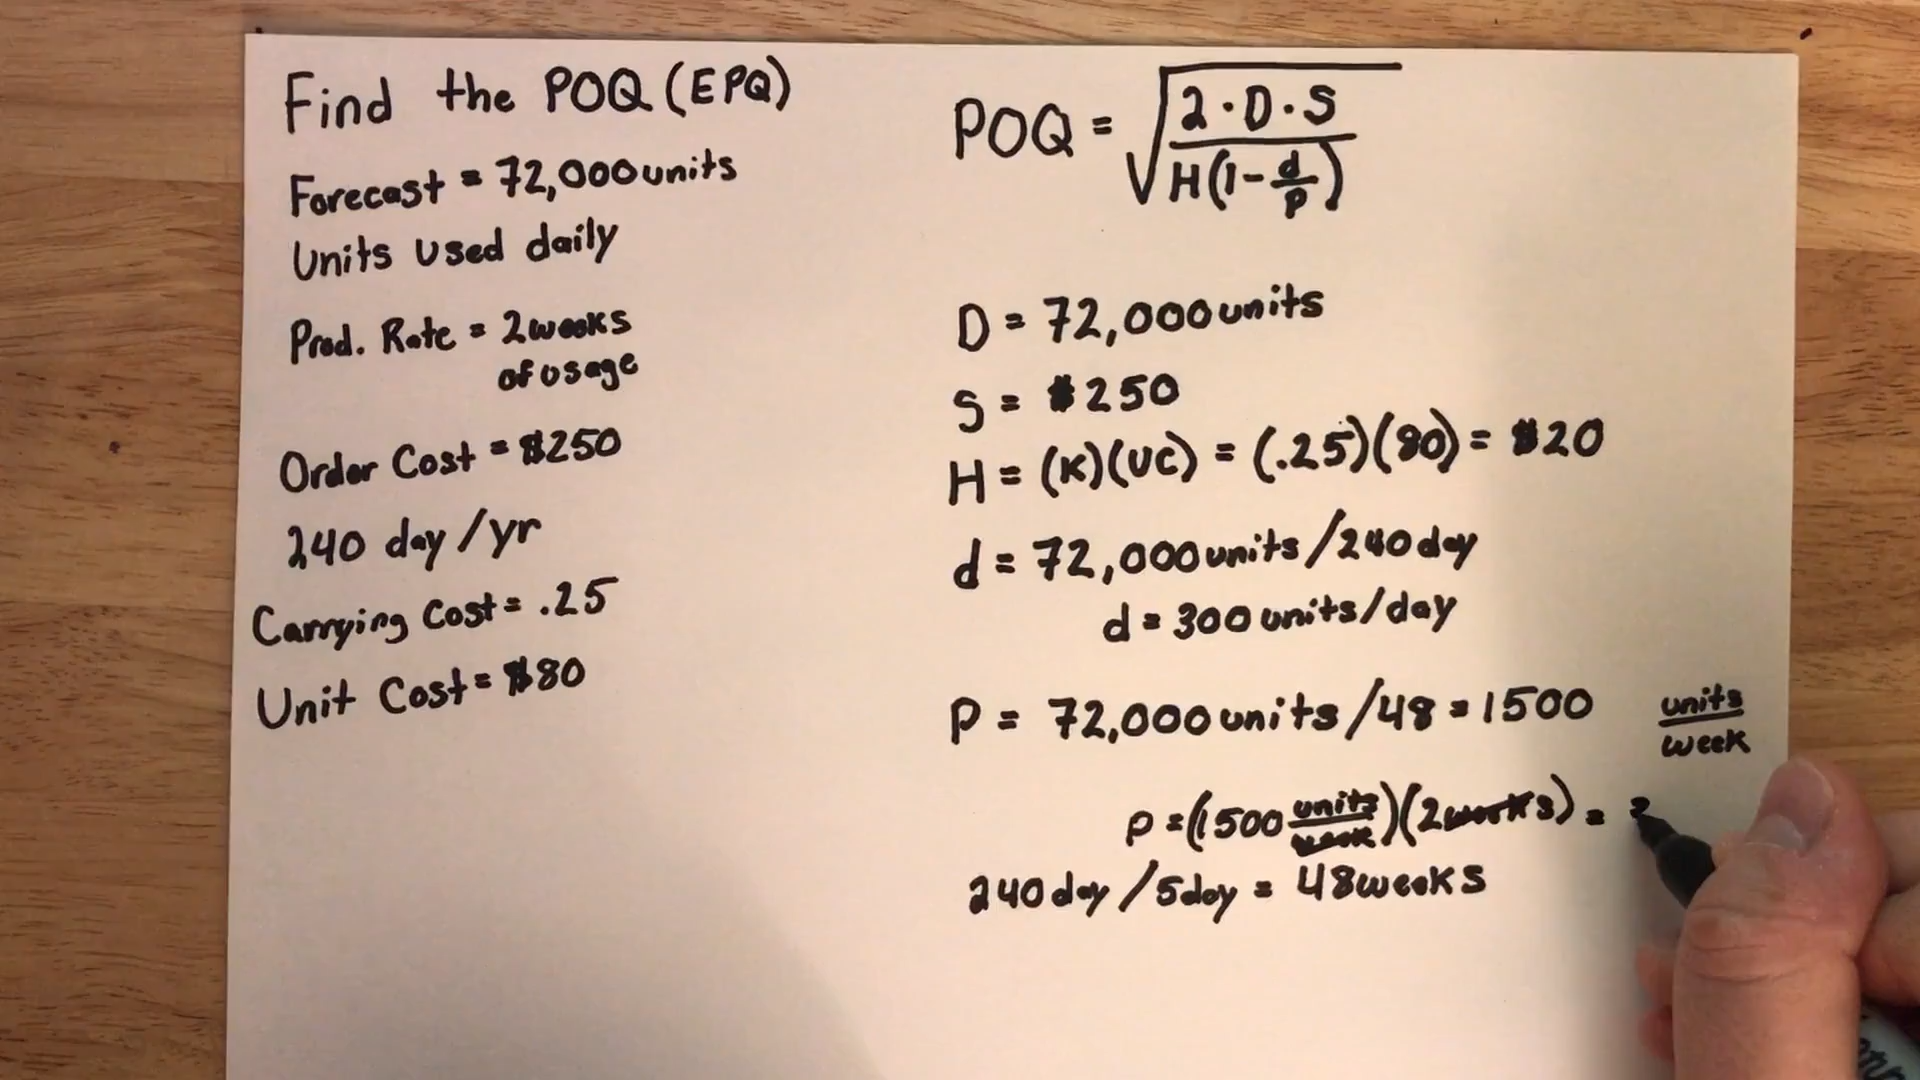 Find the POQ (EPQ)
Forecast = 72,000 units
Units used daily
Prod. Rate = 2 weeks
of usage
Order Cost = $250
240 day/yr
Carrying Cost = .25
Unit Cost = $80
POQ = √
2·D·S
H(1-d/p)
D = 72,000 units
S = $250
H = (K)(UC) = (.25)(80) = $20
d = 72,000 units/240 day
d = 300 units/day
P = 72,000 units/48 = 1500 units/week
P = (1500 units/week)(2 weeks) =
240 day/5 day = 48 weeks